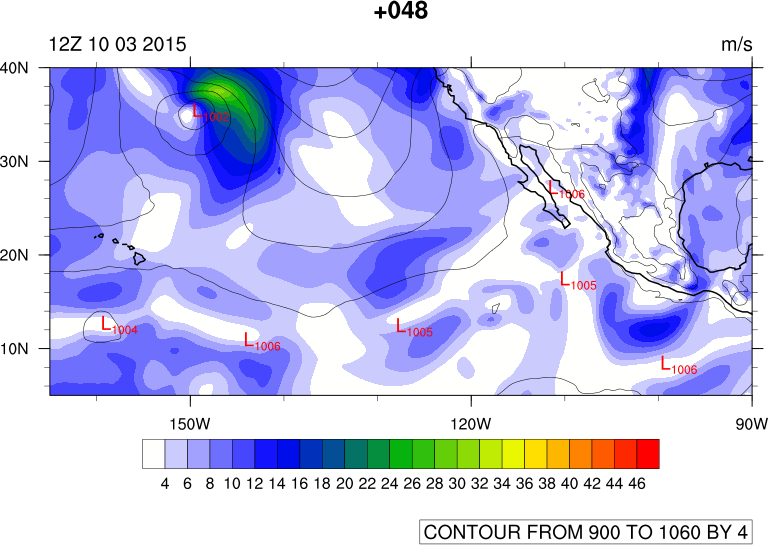 +048
12Z 10 03 2015 m/s
40N
L1002
30N
L1006
20N
L1005
L1004 L1005
L1006
10N
L1006
150W 120W 90W
4 6 8 10 12 14 16 18 20 22 24 26 28 30 32 34 36 38 40 42 44 46
CONTOUR FROM 900 TO 1060 BY 4